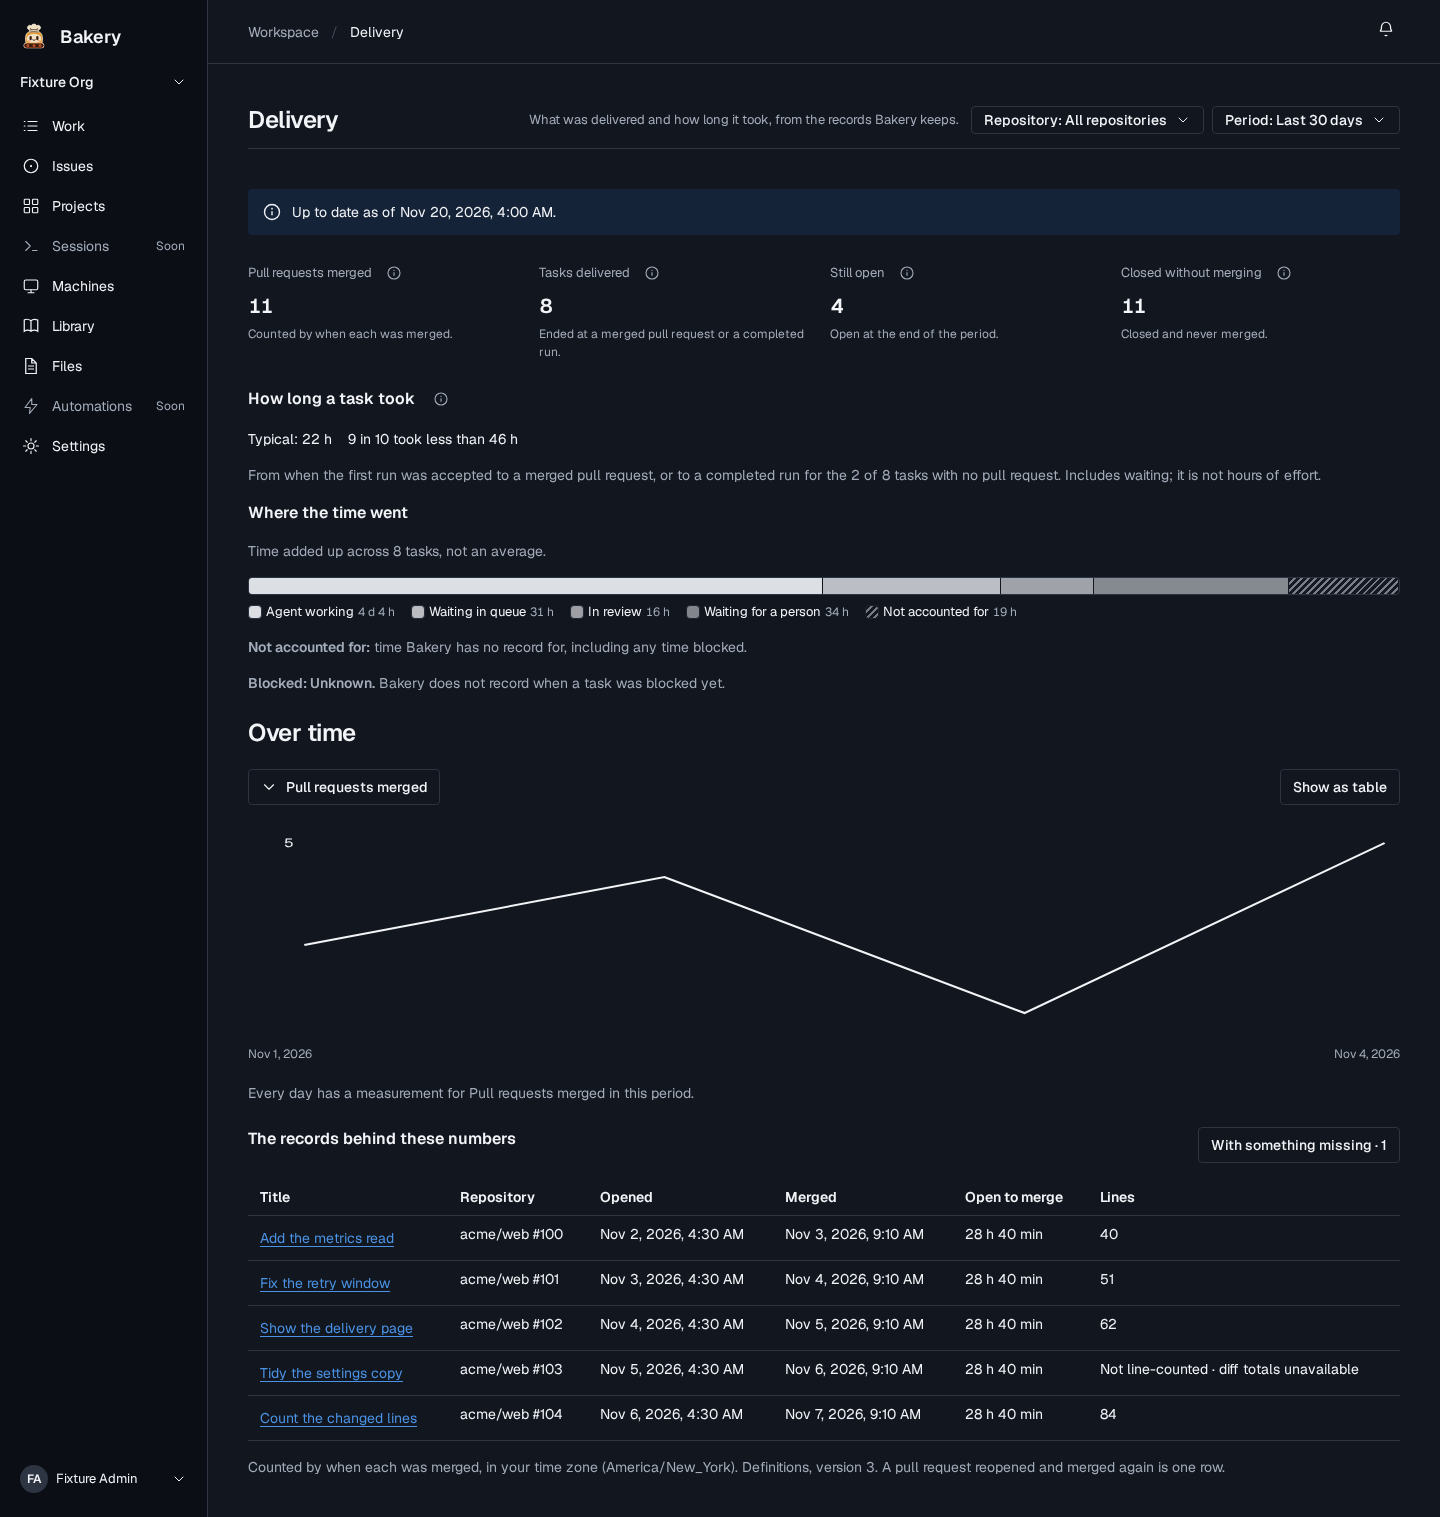 Bakery
Fixture Org
Work
Issues
Projects
Sessions Soon
Machines
Library
Files
Automations Soon
Settings
FA Fixture Admin
Workspace / Delivery
Delivery
What was delivered and how long it took, from the records Bakery keeps.
Repository: All repositories
Period: Last 30 days
Up to date as of Nov 20, 2026, 4:00 AM.
Pull requests merged
11
Counted by when each was merged.
Tasks delivered
8
Ended at a merged pull request or a completed
run.
Still open
4
Open at the end of the period.
Closed without merging
11
Closed and never merged.
How long a task took
Typical: 22 h 9 in 10 took less than 46 h
From when the first run was accepted to a merged pull request, or to a completed run for the 2 of 8 tasks with no pull request. Includes waiting; it is not hours of effort.
Where the time went
Time added up across 8 tasks, not an average.
Agent working 4 d 4 h Waiting in queue 31 h In review 16 h Waiting for a person 34 h Not accounted for 19 h
Not accounted for: time Bakery has no record for, including any time blocked.
Blocked: Unknown. Bakery does not record when a task was blocked yet.
Over time
Pull requests merged
Show as table
5
Nov 1, 2026 Nov 4, 2026
Every day has a measurement for Pull requests merged in this period.
The records behind these numbers
With something missing · 1
Title Repository Opened Merged Open to merge Lines
Add the metrics read acme/web #100 Nov 2, 2026, 4:30 AM Nov 3, 2026, 9:10 AM 28 h 40 min 40
Fix the retry window acme/web #101 Nov 3, 2026, 4:30 AM Nov 4, 2026, 9:10 AM 28 h 40 min 51
Show the delivery page acme/web #102 Nov 4, 2026, 4:30 AM Nov 5, 2026, 9:10 AM 28 h 40 min 62
Tidy the settings copy acme/web #103 Nov 5, 2026, 4:30 AM Nov 6, 2026, 9:10 AM 28 h 40 min Not line-counted · diff totals unavailable
Count the changed lines acme/web #104 Nov 6, 2026, 4:30 AM Nov 7, 2026, 9:10 AM 28 h 40 min 84
Counted by when each was merged, in your time zone (America/New_York). Definitions, version 3. A pull request reopened and merged again is one row.